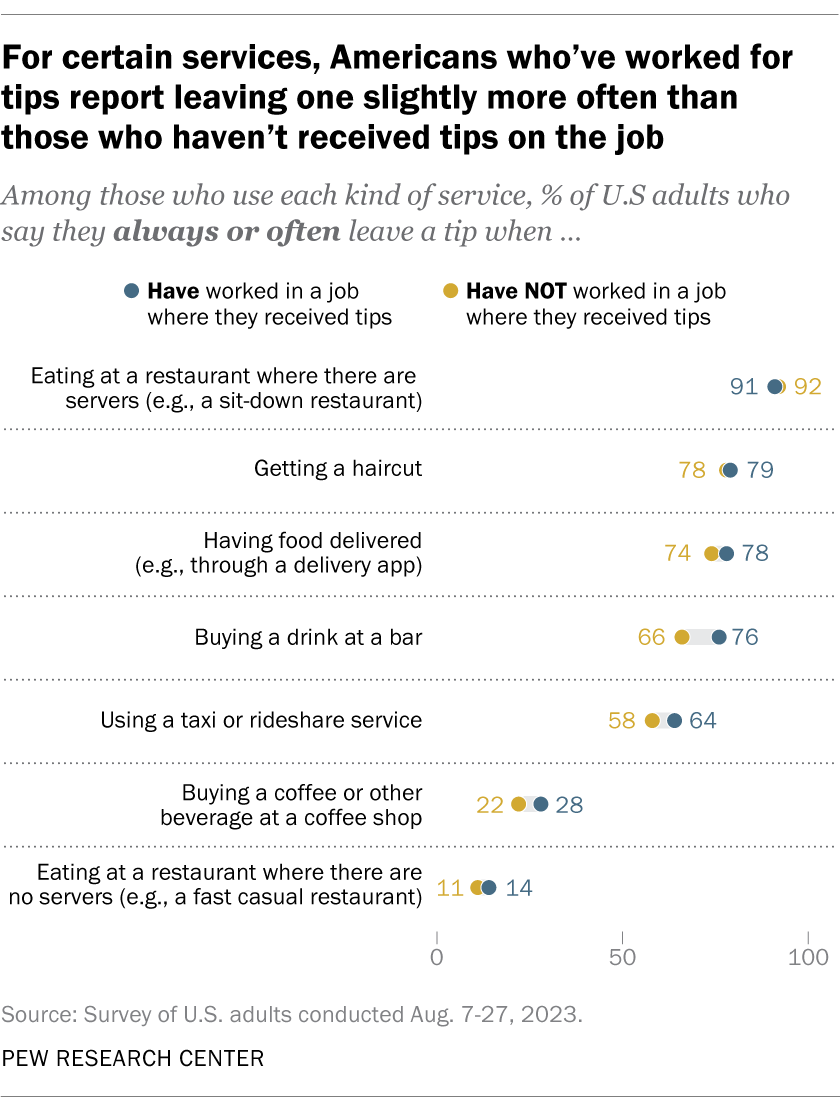 For certain services, Americans who’ve worked for
tips report leaving one slightly more often than
those who haven’t received tips on the job
Among those who use each kind of service, % of U.S adults who
say they always or often leave a tip when ...
Have worked in a job
where they received tips
Have NOT worked in a job
where they received tips
Eating at a restaurant where there are
servers (e.g., a sit-down restaurant)
91 92
Getting a haircut
78 79
Having food delivered
(e.g., through a delivery app)
74 78
Buying a drink at a bar
66 76
Using a taxi or rideshare service
58 64
Buying a coffee or other
beverage at a coffee shop
22 28
Eating at a restaurant where there are
no servers (e.g., a fast casual restaurant)
11 14
0 50 100
Source: Survey of U.S. adults conducted Aug. 7-27, 2023.
PEW RESEARCH CENTER